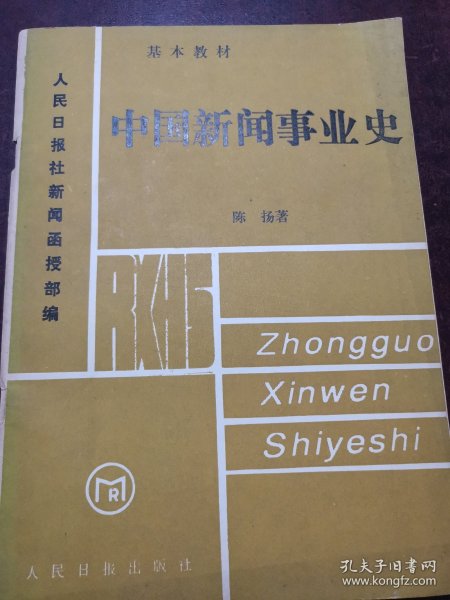 基本教材
中国新闻事业史
陈 扬著
人民日报社新闻函授部编
RKHS
Zhongguo
Xinwen
Shiyeshi
MR
人民日报出版社
孔夫子旧书网
www.kongfz.com